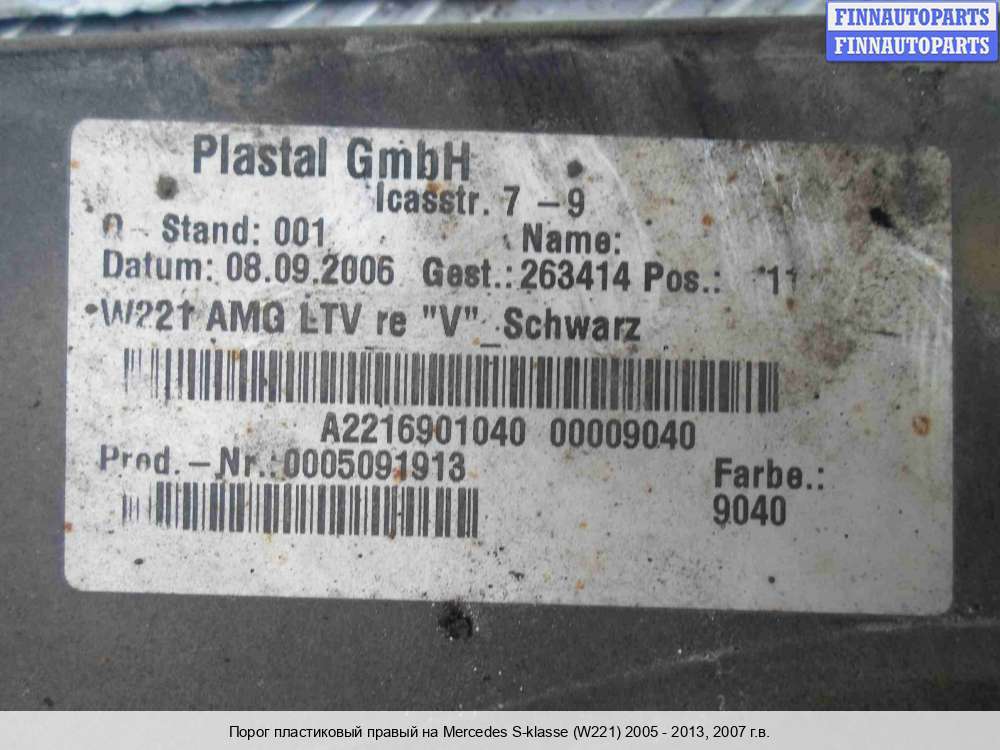 FINNAUTOPARTS
FINNAUTOPARTS
Plastal GmbH
Icasstr. 7 - 9
Stand: 001 Name:
Datum: 08.09.2006 Gest.: 263414 Pos.: 11
W221 AMG LTV re "V"_Schwarz
A2216901040 00009040
Prod.-Nr.:0005091913
Farbe.:
9040
Порог пластиковый правый на Mercedes S-klasse (W221) 2005 - 2013, 2007 г.в.